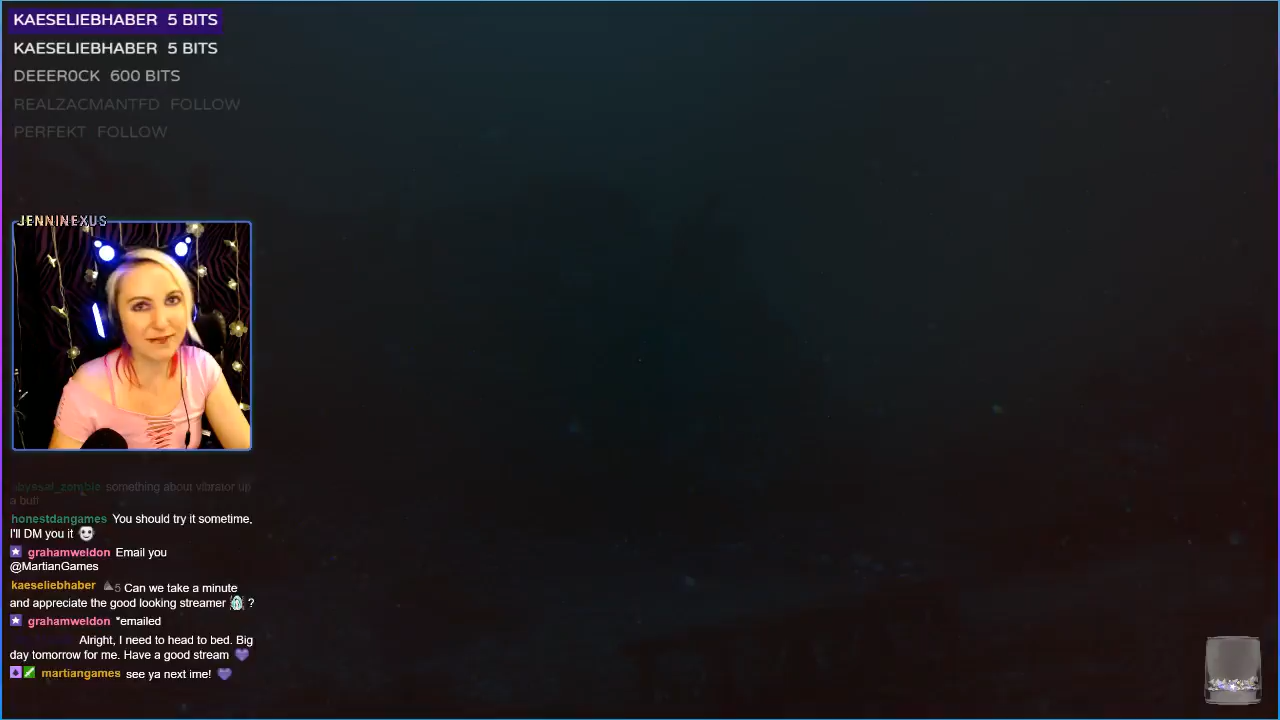 KAESELIEBHABER 5 BITS
KAESELIEBHABER 5 BITS
DEEER0CK 600 BITS
REALZACMANTFD FOLLOW
PERFEKT FOLLOW
JENNINEXUS
abyssal_zombie something about vibrator up
a butt
honestdangames You should try it sometime,
I'll DM you it
grahamweldon Email you
@MartianGames
kaeseliebhaber 5 Can we take a minute
and appreciate the good looking streamer ?
grahamweldon *emailed
Alright, I need to head to bed. Big
day tomorrow for me. Have a good stream
martiangames see ya next ime!